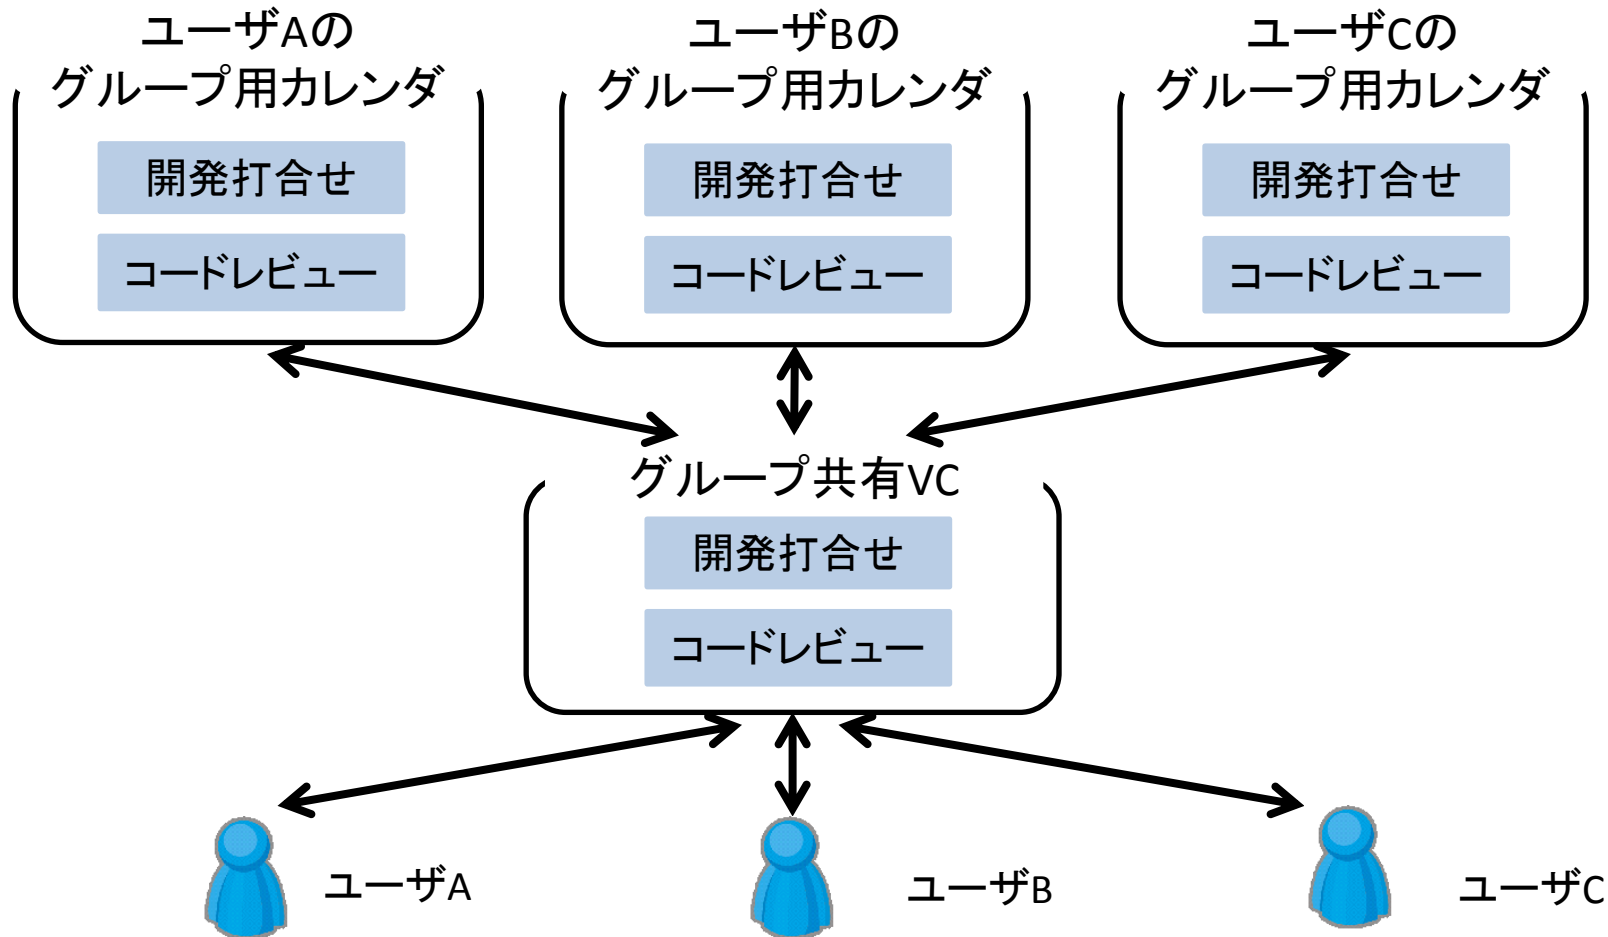 ユーザAの
グループ用カレンダ
開発打合せ
コードレビュー
ユーザBの
グループ用カレンダ
開発打合せ
コードレビュー
ユーザCの
グループ用カレンダ
開発打合せ
コードレビュー
グループ共有VC
開発打合せ
コードレビュー
ユーザA
ユーザB
ユーザC